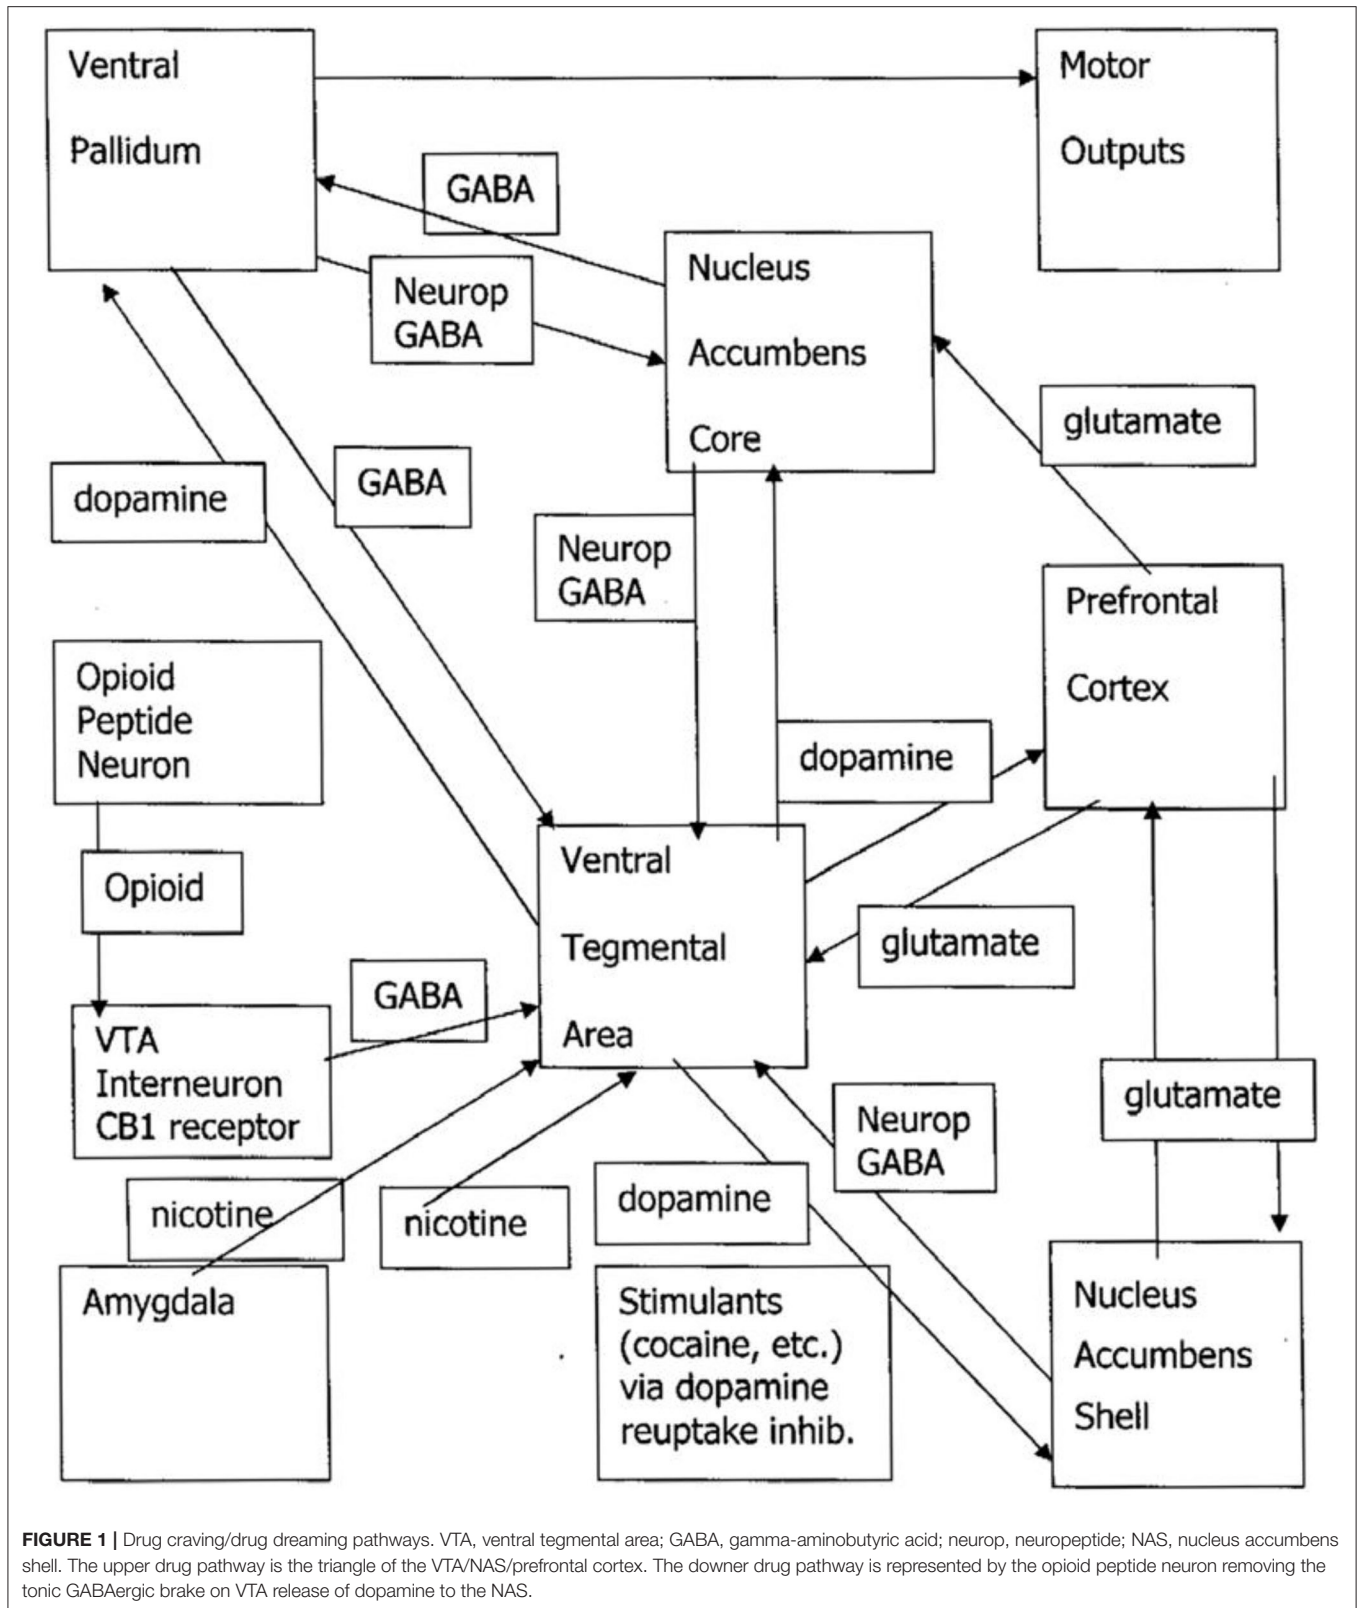 Ventral
Pallidum
Motor
Outputs
GABA
Neurop
GABA
Nucleus
Accumbens
Core
glutamate
dopamine
GABA
Neurop
GABA
Prefrontal
Cortex
Opioid
Peptide
Neuron
dopamine
Opioid
Ventral
Tegmental
Area
glutamate
GABA
VTA
Interneuron
CB1 receptor
glutamate
Neurop
GABA
nicotine
nicotine
dopamine
Amygdala
Stimulants
(cocaine, etc.)
via dopamine
reuptake inhib.
Nucleus
Accumbens
Shell
FIGURE 1 | Drug craving/drug dreaming pathways. VTA, ventral tegmental area; GABA, gamma-aminobutyric acid; neurop, neuropeptide; NAS, nucleus accumbens
shell. The upper drug pathway is the triangle of the VTA/NAS/prefrontal cortex. The downer drug pathway is represented by the opioid peptide neuron removing the
tonic GABAergic brake on VTA release of dopamine to the NAS.